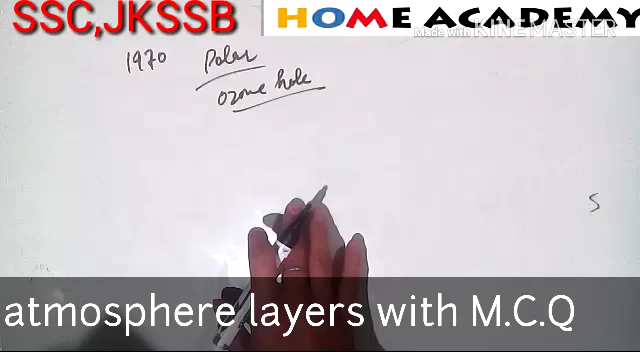 SSC,JKSSB
HOME ACADEMY
Made with KINEMASTER
1970 Polar
Ozone hole
S
atmosphere layers with M.C.Q